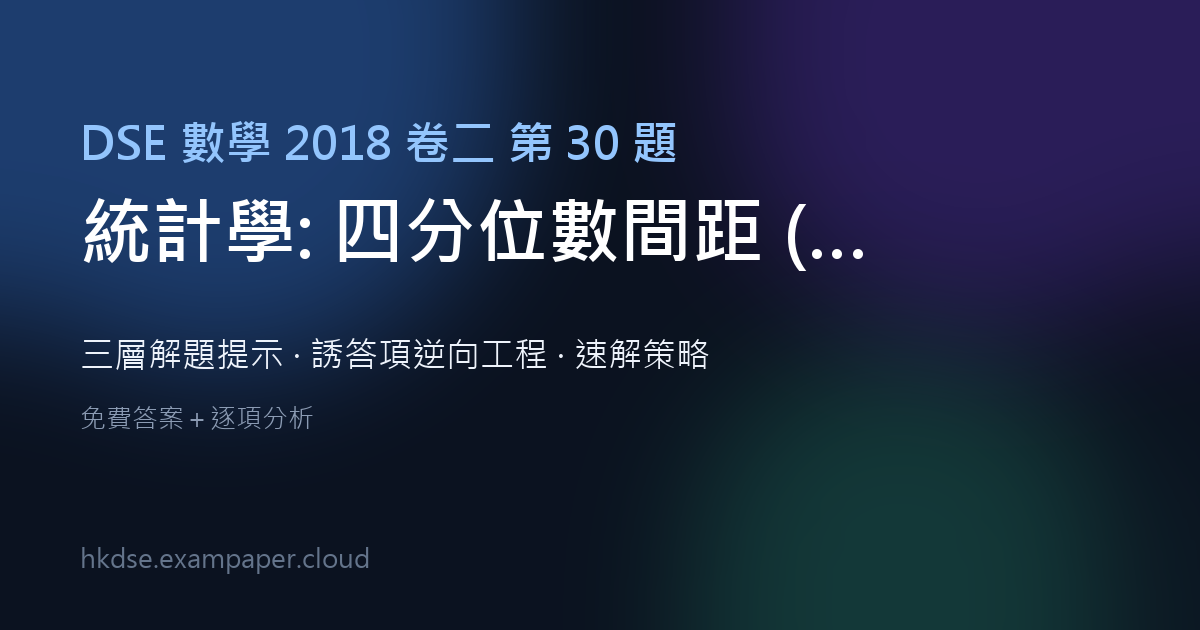 DSE 數學 2018 卷二 第 30 題
統計學: 四分位數間距 (...
三層解題提示 · 誘答項逆向工程 · 速解策略
免費答案 + 逐項分析
hkdse.exampaper.cloud